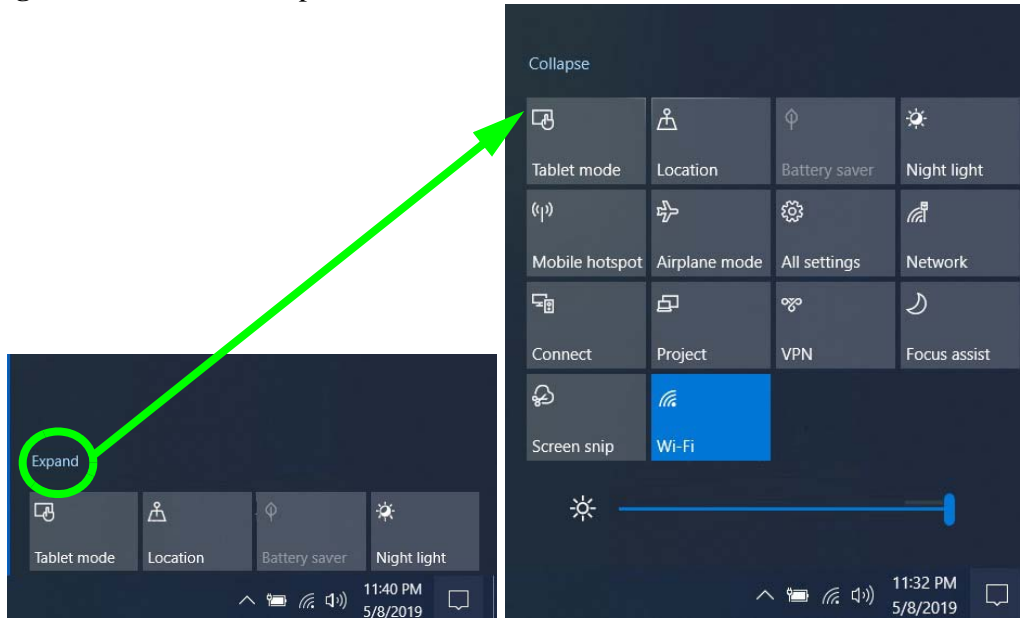 Collapse
Tablet mode Location Battery saver Night light
Mobile hotspot Airplane mode All settings Network
Connect Project VPN Focus assist
Screen snip Wi-Fi
11:32 PM
5/8/2019
Expand
Tablet mode Location Battery saver Night light
11:40 PM
5/8/2019